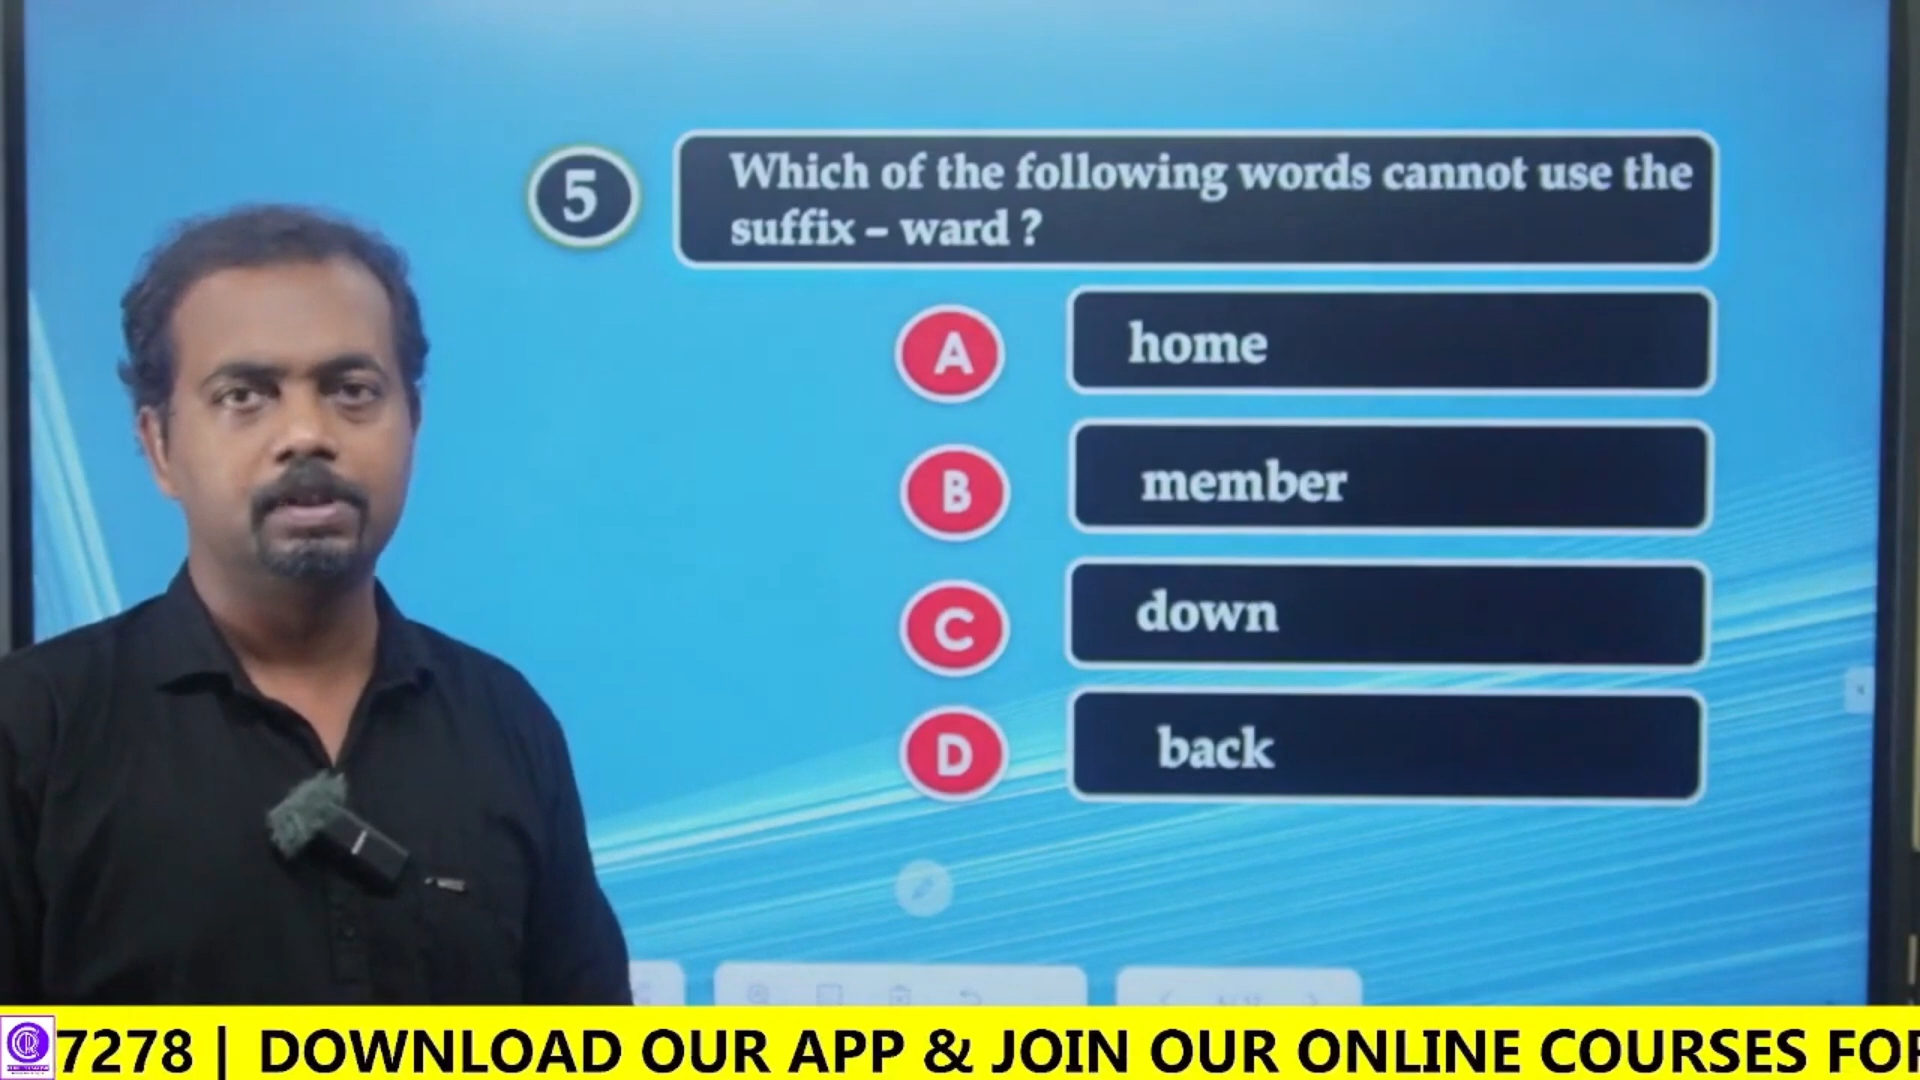 5
Which of the following words cannot use the
suffix – ward ?
A
home
B
member
C
down
D
back
7278 | DOWNLOAD OUR APP & JOIN OUR ONLINE COURSES FOR